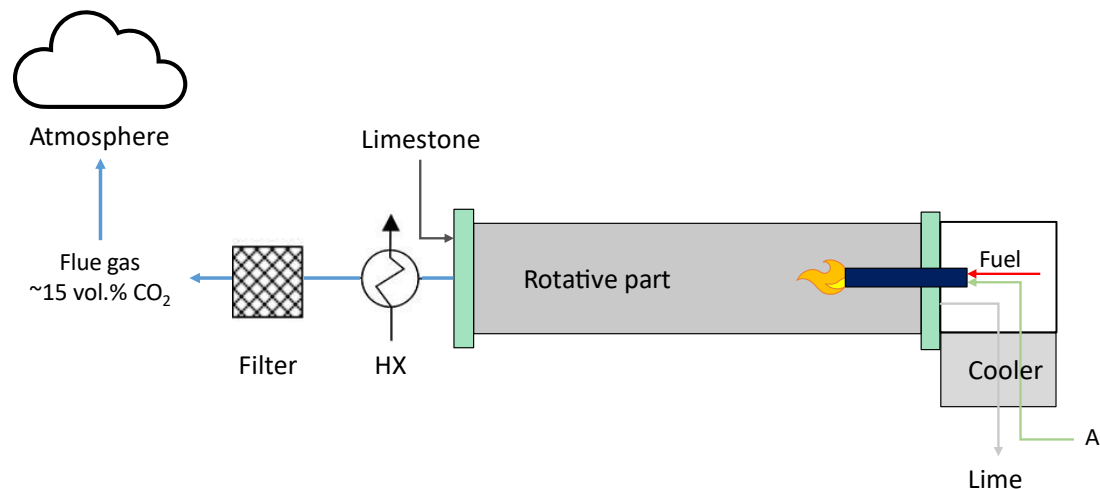 Atmosphere
Limestone
Flue gas
~15 vol.% CO₂
Rotative part
Fuel
Filter
HX
Cooler
A
Lime